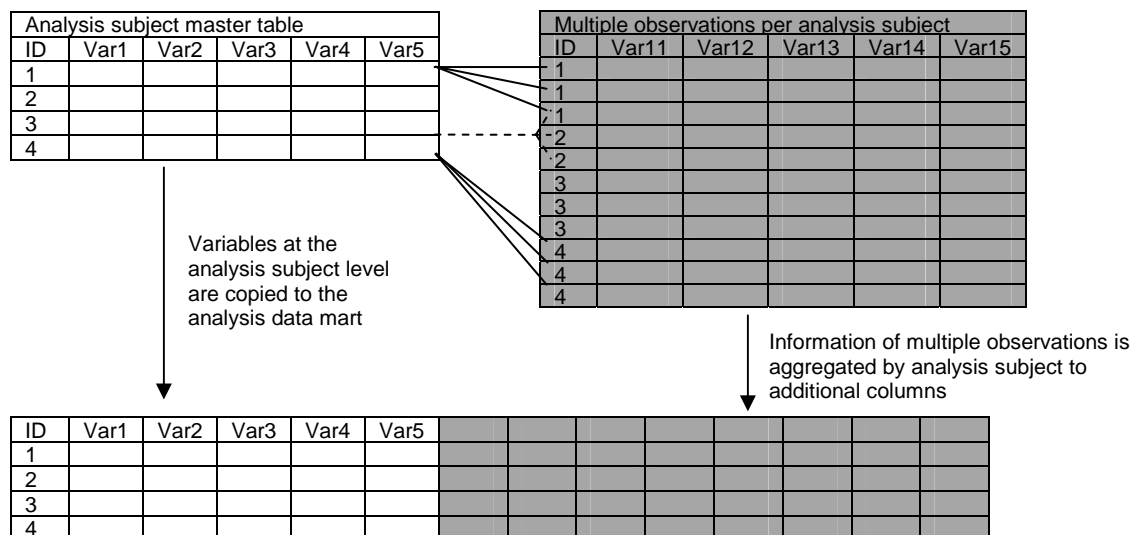 Analysis subject master table
ID Var1 Var2 Var3 Var4 Var5
1
2
3
4
Multiple observations per analysis subject
ID Var11 Var12 Var13 Var14 Var15
1
1
1
2
2
3
3
3
4
4
4
Variables at the
analysis subject level
are copied to the
analysis data mart
Information of multiple observations is
aggregated by analysis subject to
additional columns
ID Var1 Var2 Var3 Var4 Var5
1
2
3
4